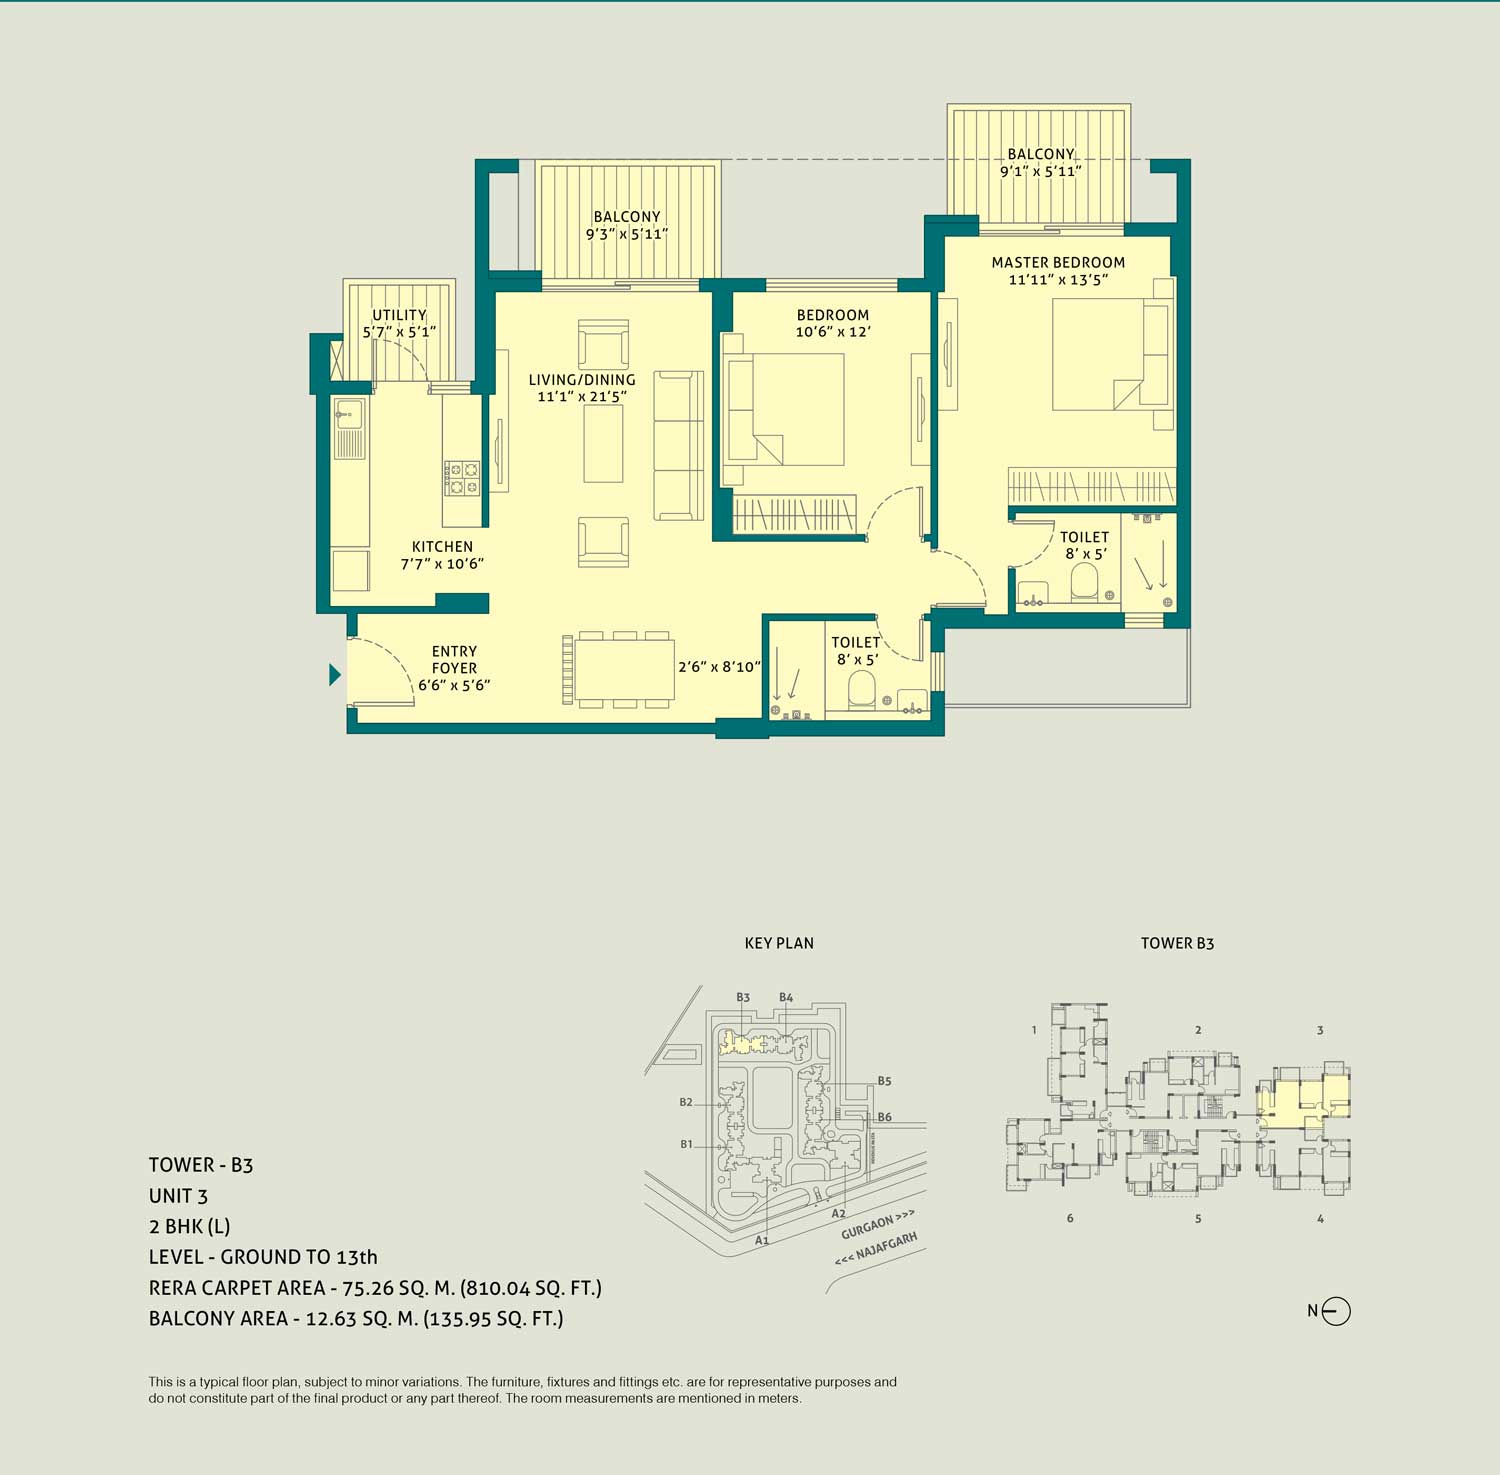 BALCONY
9'1" x 5'11"
BALCONY
9'3" x 5'11"
MASTER BEDROOM
11'11" x 13'5"
UTILITY
5'7" x 5'1"
BEDROOM
10'6" x 12'
LIVING/DINING
11'1" x 21'5"
KITCHEN
7'7" x 10'6"
TOILET
8' x 5'
ENTRY
FOYER
6'6" x 5'6"
2'6" x 8'10"
TOILET
8' x 5'
KEY PLAN
TOWER B3
B3
B4
B5
B6
B2
B1
A1
A2
GURGAON >>>
<<< NAJAFGARH
1
2
3
6
5
4
N
TOWER - B3
UNIT 3
2 BHK (L)
LEVEL - GROUND TO 13th
RERA CARPET AREA - 75.26 SQ. M. (810.04 SQ. FT.)
BALCONY AREA - 12.63 SQ. M. (135.95 SQ. FT.)
This is a typical floor plan, subject to minor variations. The furniture, fixtures and fittings etc. are for representative purposes and
do not constitute part of the final product or any part thereof. The room measurements are mentioned in meters.